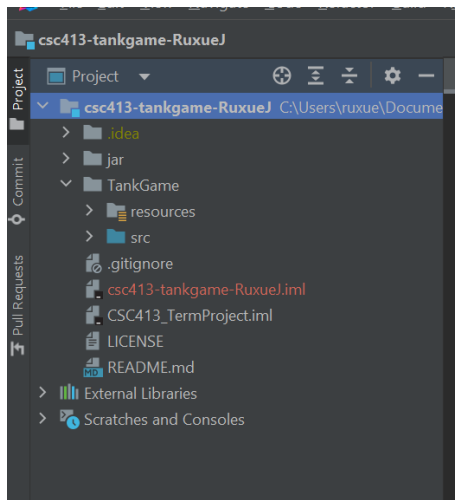 csc413-tankgame-RuxueJ
Project
Project
csc413-tankgame-RuxueJ C:\Users\ruxue\Docume
.idea
jar
TankGame
resources
src
.gitignore
csc413-tankgame-RuxueJ.iml
CSC413_TermProject.iml
LICENSE
MD README.md
External Libraries
Scratches and Consoles
Commit
Pull Requests